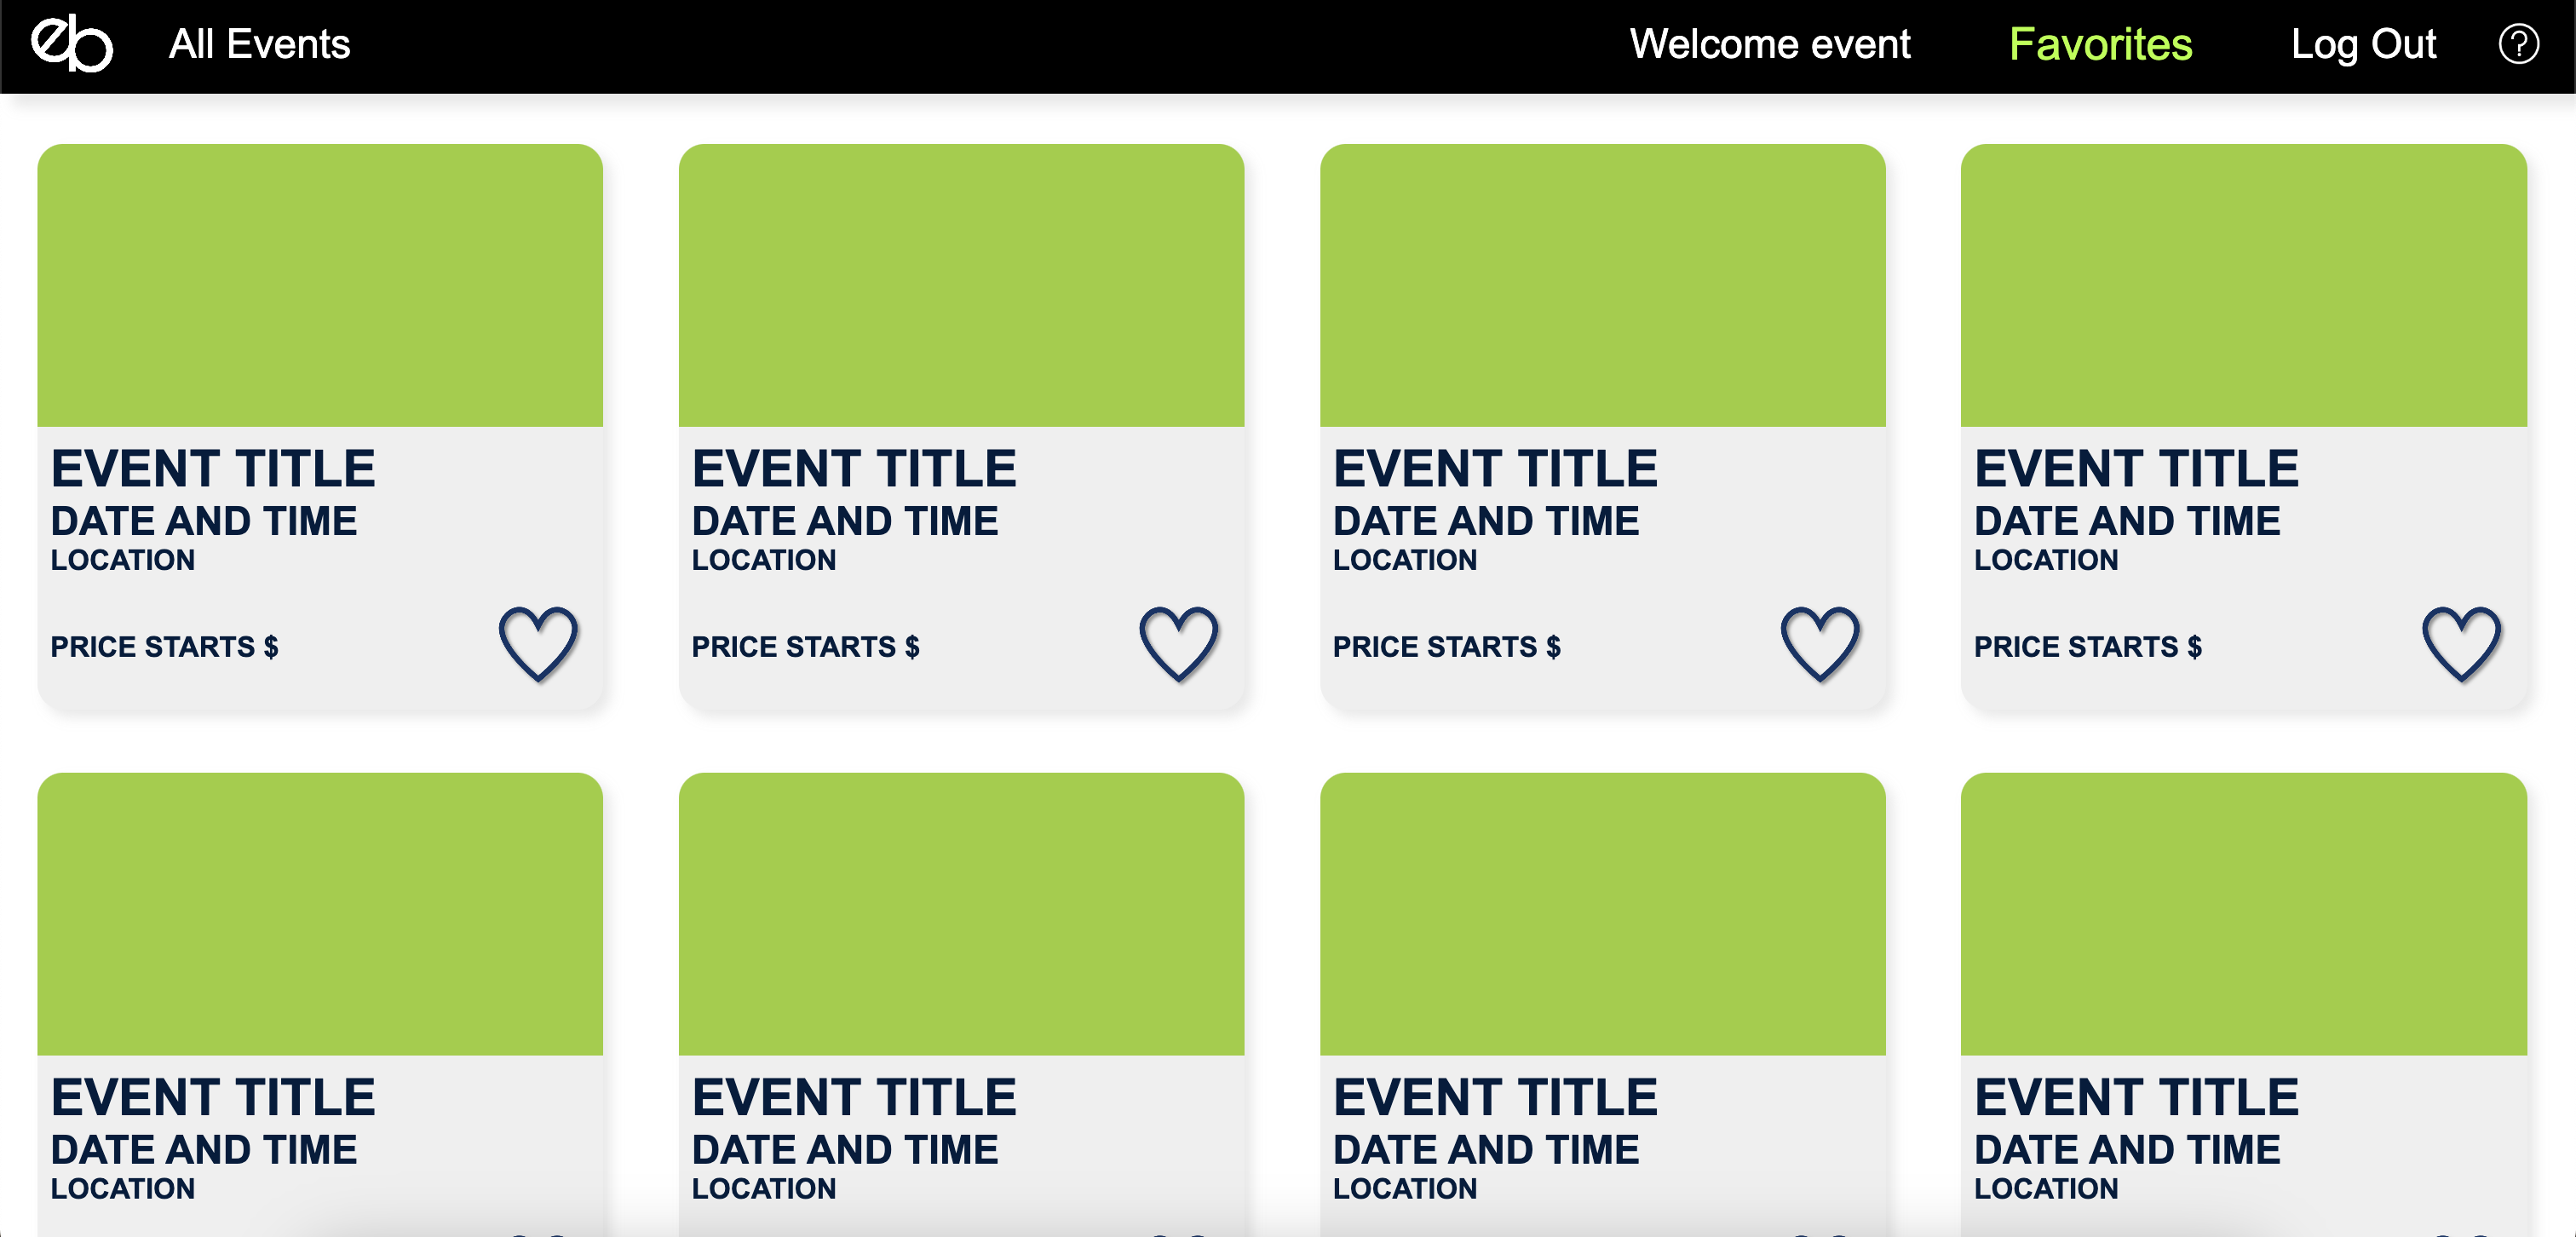 eb All Events Welcome event Favorites Log Out ?
EVENT TITLE EVENT TITLE EVENT TITLE EVENT TITLE
DATE AND TIME DATE AND TIME DATE AND TIME DATE AND TIME
LOCATION LOCATION LOCATION LOCATION
PRICE STARTS $ PRICE STARTS $ PRICE STARTS $ PRICE STARTS $
EVENT TITLE EVENT TITLE EVENT TITLE EVENT TITLE
DATE AND TIME DATE AND TIME DATE AND TIME DATE AND TIME
LOCATION LOCATION LOCATION LOCATION